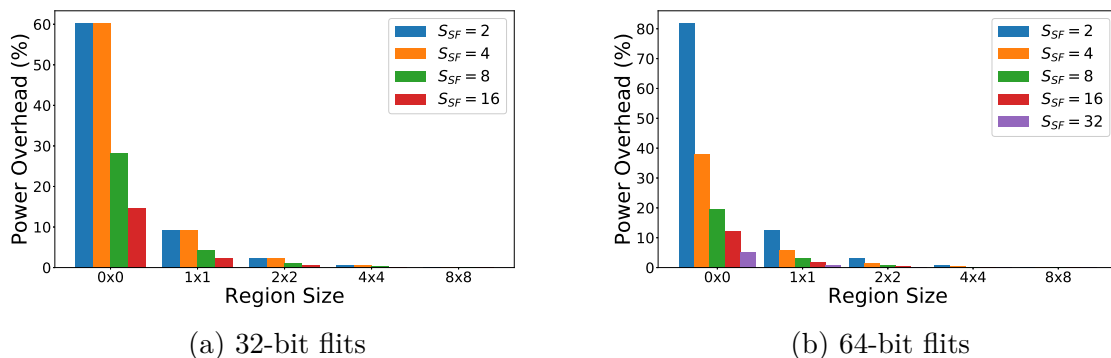 Power Overhead (%)
60
50
40
30
20
10
0
0x0 1x1 2x2 4x4 8x8
Region Size
S_SF = 2
S_SF = 4
S_SF = 8
S_SF = 16
(a) 32-bit flits
Power Overhead (%)
80
70
60
50
40
30
20
10
0
0x0 1x1 2x2 4x4 8x8
Region Size
S_SF = 2
S_SF = 4
S_SF = 8
S_SF = 16
S_SF = 32
(b) 64-bit flits